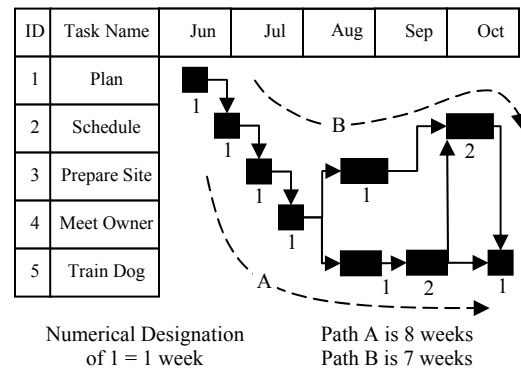 ID Task Name Jun Jul Aug Sep Oct
1 Plan 1
2 Schedule 1 B 2
3 Prepare Site 1 1
4 Meet Owner 1
5 Train Dog A 1 2 1
Numerical Designation
of 1 = 1 week
Path A is 8 weeks
Path B is 7 weeks